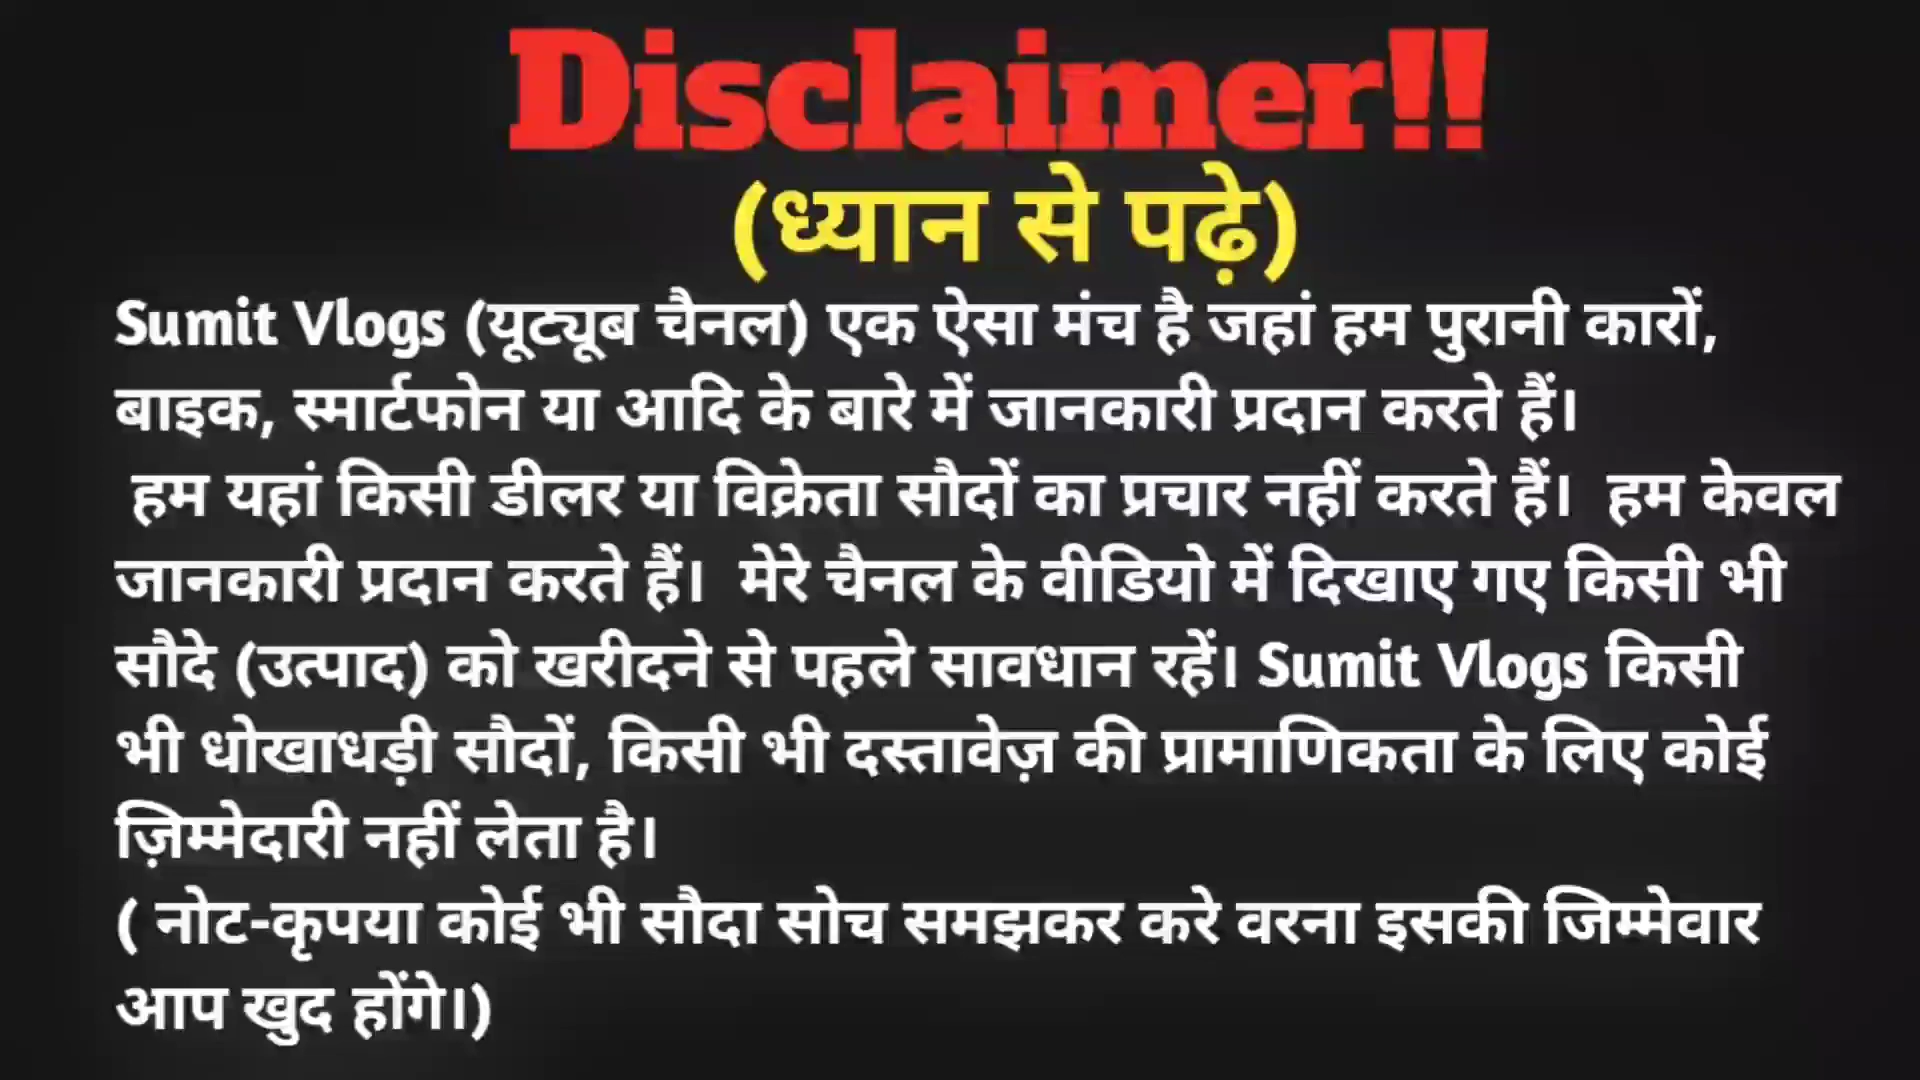 Disclaimer!!
(ध्यान से पढ़े)
Sumit Vlogs (यूट्यूब चैनल) एक ऐसा मंच है जहां हम पुरानी कारों,
बाइक, स्मार्टफोन या आदि के बारे में जानकारी प्रदान करते हैं।
हम यहां किसी डीलर या विक्रेता सौदों का प्रचार नहीं करते हैं।  हम केवल
जानकारी प्रदान करते हैं।  मेरे चैनल के वीडियो में दिखाए गए किसी भी
सौदे (उत्पाद) को खरीदने से पहले सावधान रहें। Sumit Vlogs किसी
भी धोखाधड़ी सौदों, किसी भी दस्तावेज़ की प्रामाणिकता के लिए कोई
ज़िम्मेदारी नहीं लेता है।
( नोट-कृपया कोई भी सौदा सोच समझकर करे वरना इसकी जिम्मेवार
आप खुद होंगे।)